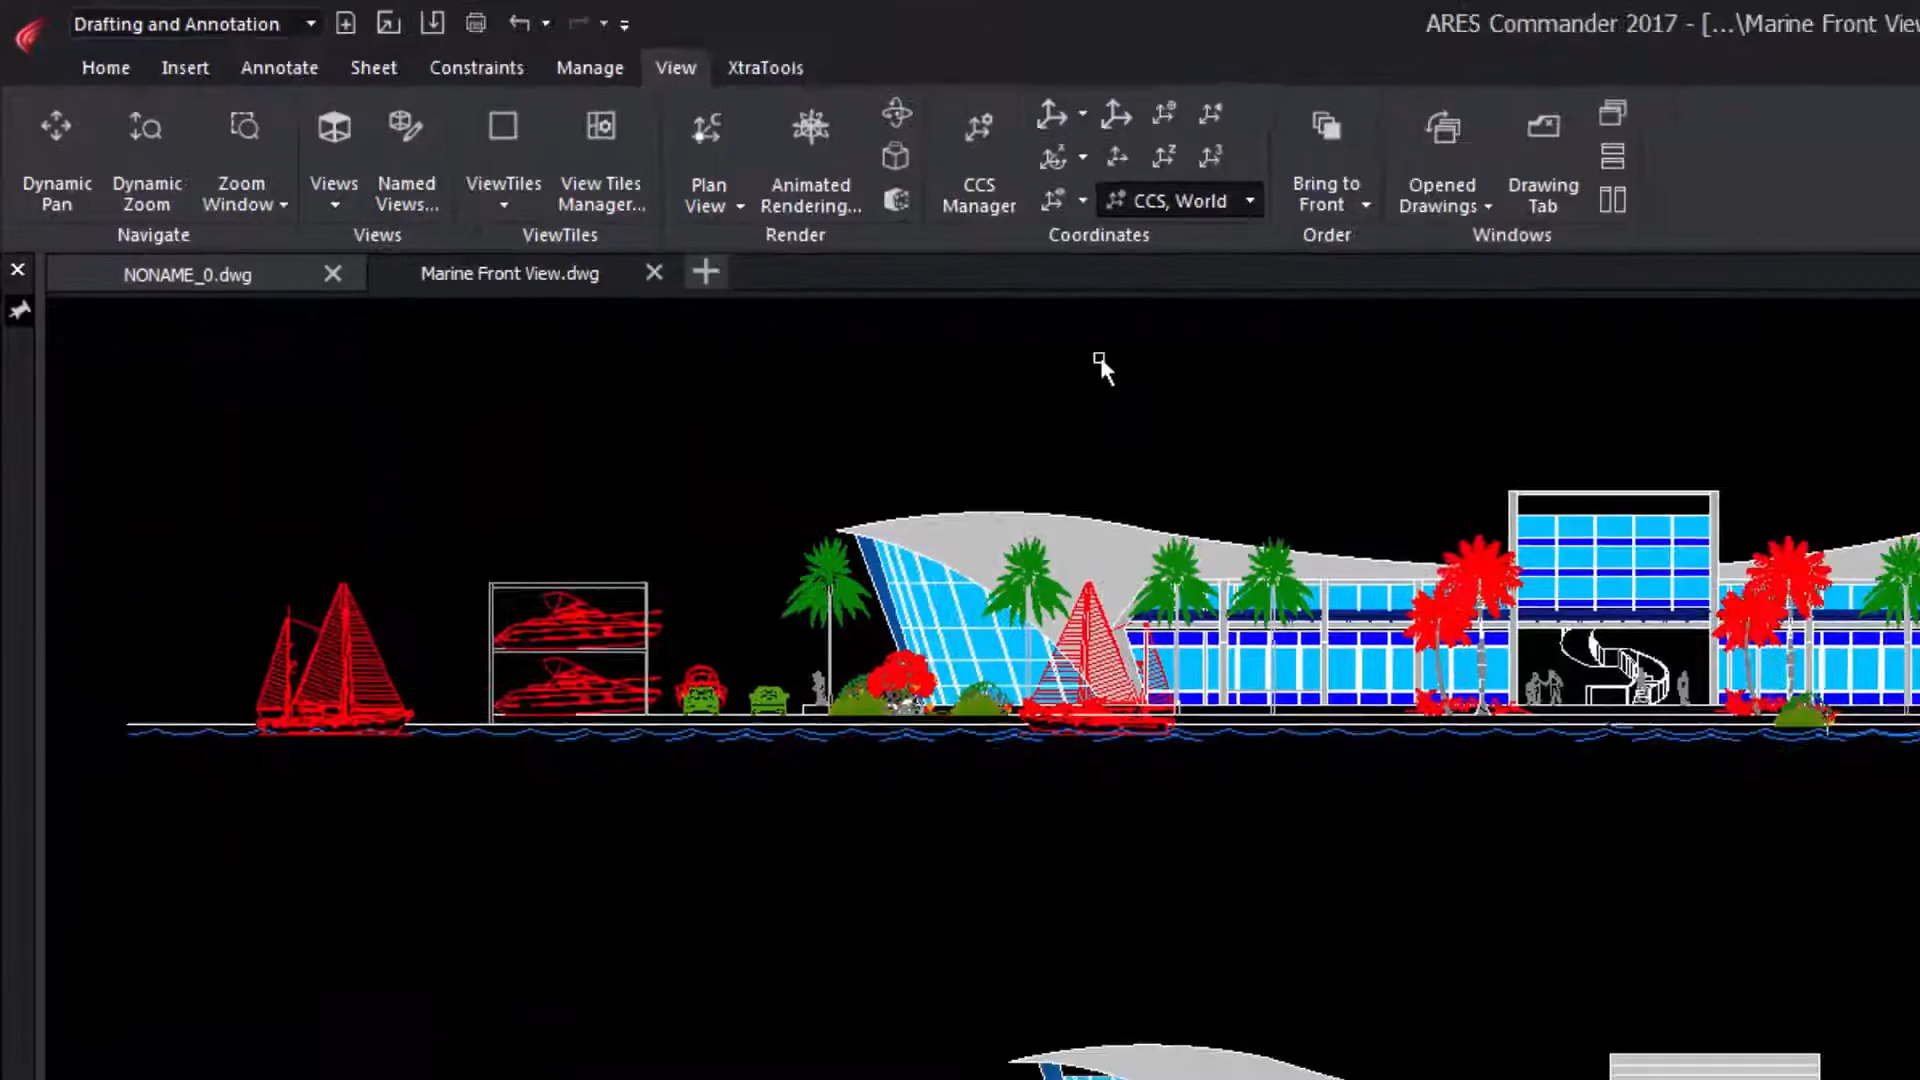 Drafting and Annotation
ARES Commander 2017 - [...\Marine Front View
Home Insert Annotate Sheet Constraints Manage View XtraTools
Dynamic Pan
Dynamic Zoom
Zoom Window
Navigate
Views
Named Views...
Views
ViewTiles
View Tiles Manager...
ViewTiles
Plan View
Animated Rendering...
Render
CCS Manager
CCS, World
Coordinates
Bring to Front
Order
Opened Drawings
Drawing Tab
Windows
NONAME_0.dwg
Marine Front View.dwg